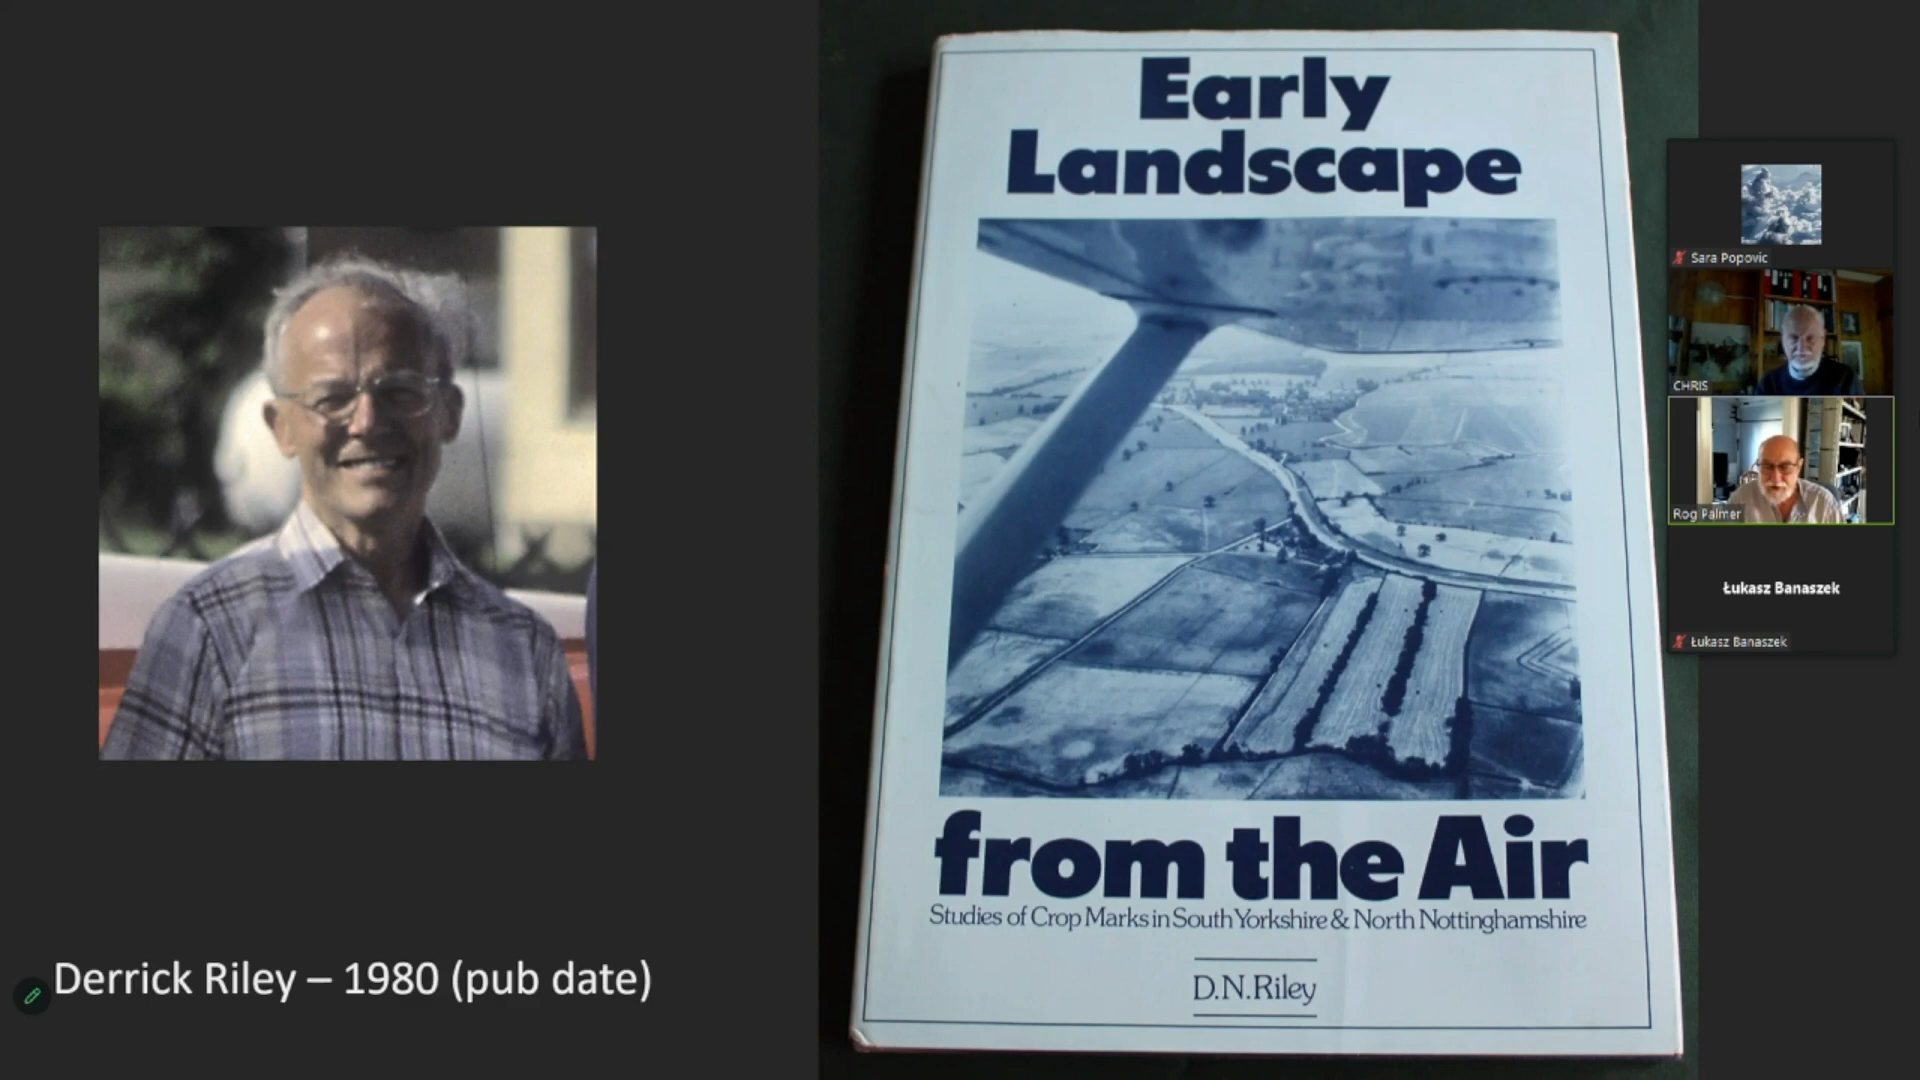 Early
Landscape
from the Air
Studies of Crop Marks in South Yorkshire & North Nottinghamshire
D.N.Riley
Derrick Riley – 1980 (pub date)
Sara Popovic
CHRIS
Rog Palmer
Łukasz Banaszek
Łukasz Banaszek